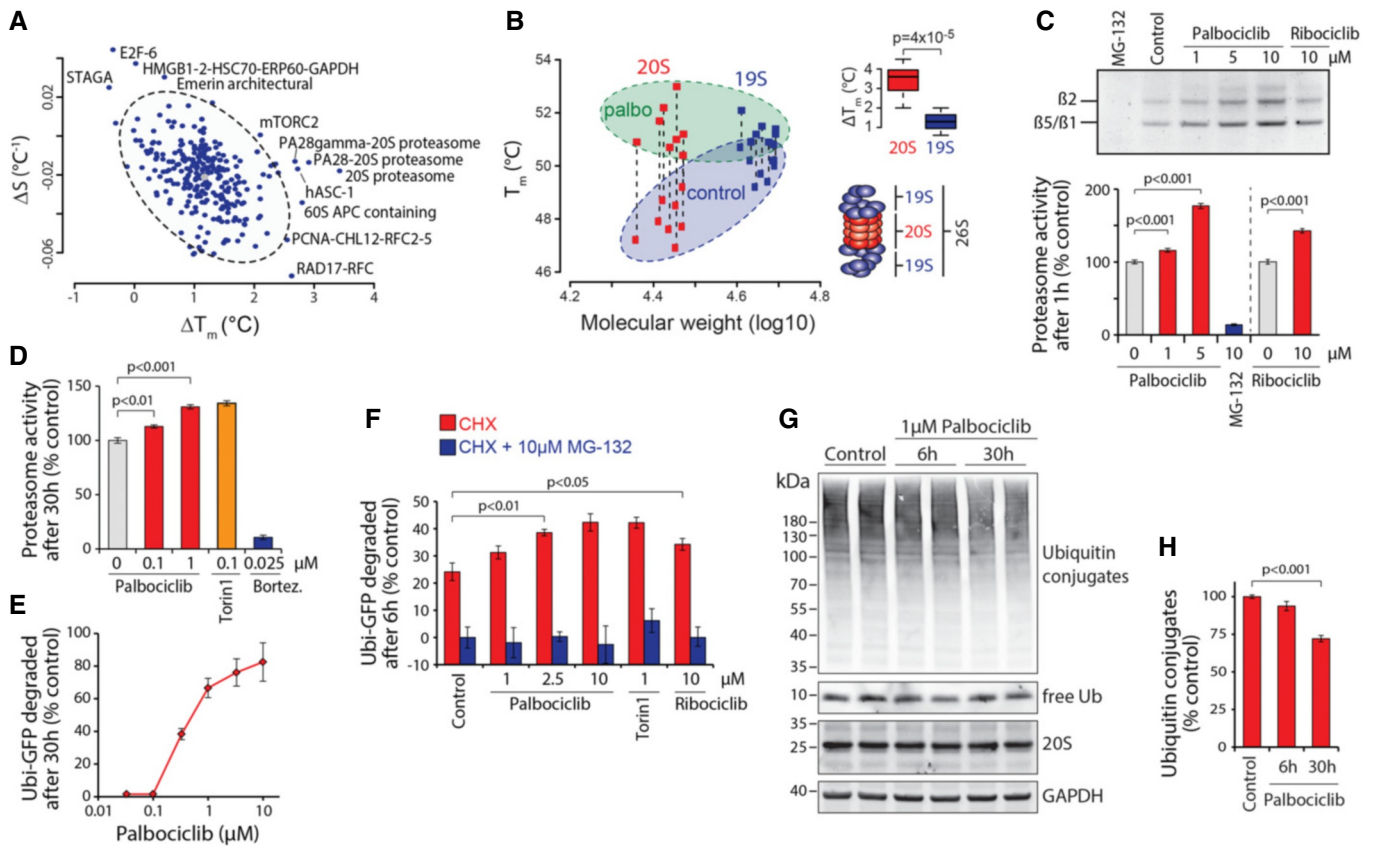 A
ΔS (°C⁻¹)
0.02
-0.02
-0.06
E2F-6
HMGB1-2-HSC70-ERP60-GAPDH
STAGA
Emerin architectural
mTORC2
PA28gamma-20S proteasome
PA28-20S proteasome
20S proteasome
hASC-1
60S APC containing
PCNA-CHL12-RFC2-5
RAD17-RFC
-1 0 1 2 3 4
ΔTm (°C)
B
Tm (°C)
54
52
50
48
46
20S
19S
palbo
control
4.2 4.4 4.6 4.8
Molecular weight (log10)
p=4x10-5
ΔTm (°C)
4
3
2
1
20S 19S
19S
20S
19S
26S
C
MG-132
Control
Palbociclib
Ribociclib
1 5 10 10 μM
ß2
ß5/ß1
Proteasome activity
after 1h (% control)
200
150
100
50
0
p<0.001
p<0.001
p<0.001
0 1 5 10 0 10 μM
Palbociclib
MG-132
Ribociclib
D
Proteasome activity
after 30h (% control)
150
100
50
0
p<0.001
p<0.01
0 0.1 1 0.1 0.025 μM
Palbociclib
Torin1
Bortez.
E
Ubi-GFP degraded
after 30h (% control)
100
80
60
40
20
0
0.01 0.1 1 10
Palbociclib (μM)
F
CHX
CHX + 10μM MG-132
Ubi-GFP degraded
after 6h (% control)
50
40
30
20
10
0
-10
p<0.05
p<0.01
Control
1 2.5 10 1 10 μM
Palbociclib
Torin1
Ribociclib
G
1μM Palbociclib
Control 6h 30h
kDa
180
130
100
70
55
40
35
Ubiquitin
conjugates
10
free Ub
35
25
20S
40
GAPDH
H
Ubiquitin conjugates
(% control)
100
75
50
25
0
p<0.001
Control
6h 30h
Palbociclib